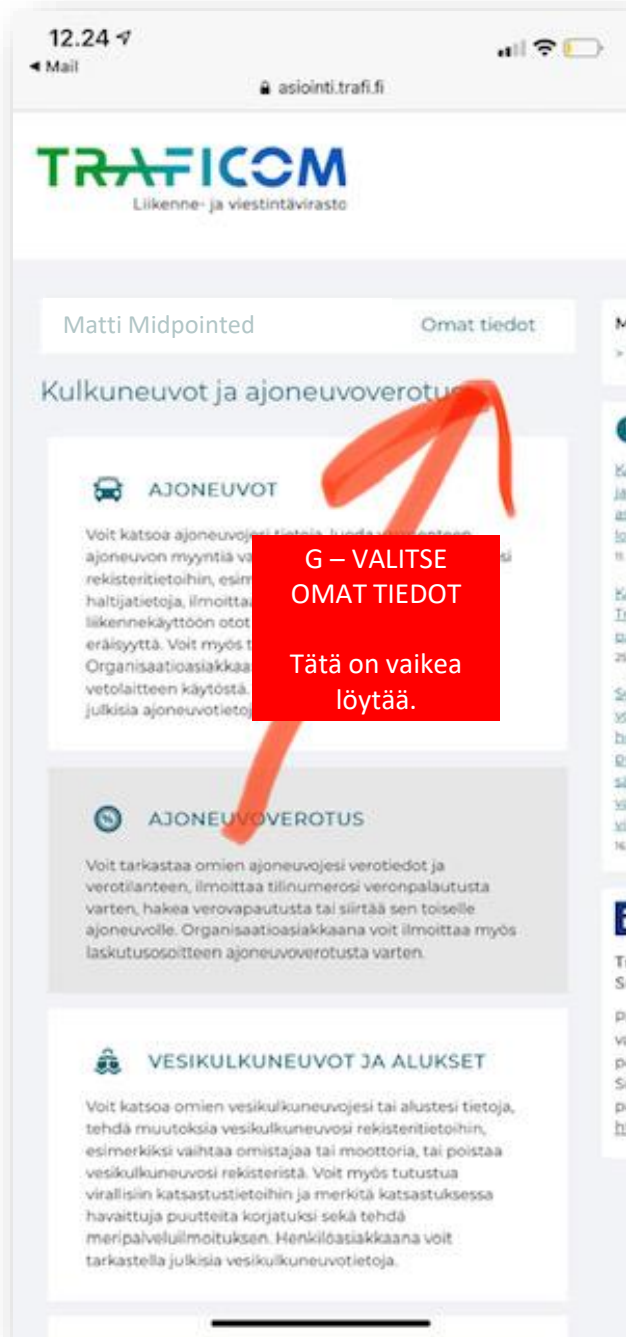 12.24
Mail
asiointi.trafi.fi
TRAFICOM
Liikenne- ja viestintävirasto
Matti Midpointed
Omat tiedot
Kulkuneuvot ja ajoneuvoverotus
AJONEUVOT
Voit katsoa ajoneuvojesi tietoja, luoda
ajoneuvon myyntiä
rekisteritietoihin,
haltijatietoja,
liikennekäyttöön otot
eräisyyttä. Voit myös
vetolaitteen käytöstä.
julkisia
G – VALITSE
OMAT TIEDOT
Tätä on vaikea
löytää.
AJONEUVOVEROTUS
Voit tarkastaa omien ajoneuvojesi verotiedot ja
verotilanteen, ilmoittaa tilinumerosi veronpalautusta
varten, hakea verovapautusta tai siirtää sen toiselle
ajoneuvolle. Organisaatioasiakkaana voit ilmoittaa myös
laskutusosoitteen ajoneuvoverotusta varten.
VESIKULKUNEUVOT JA ALUKSET
Voit katsoa omien vesikulkuneuvojesi tai alustesi tietoja,
tehdä muutoksia vesikulkuneuvosi rekisteritietoihin,
esimerkiksi vaihtaa omistajaa tai moottoria, tai poistaa
vesikulkuneuvosi rekisteristä. Voit myös tutustua
virallisiin katsastustietoihin ja merkitä katsastuksessa
havaittuja puutteita korjatuksi sekä tehdä
meripalveluilmoituksen. Henkilöasiakkaana voit
tarkastella julkisia vesikulkuneuvotietoja.